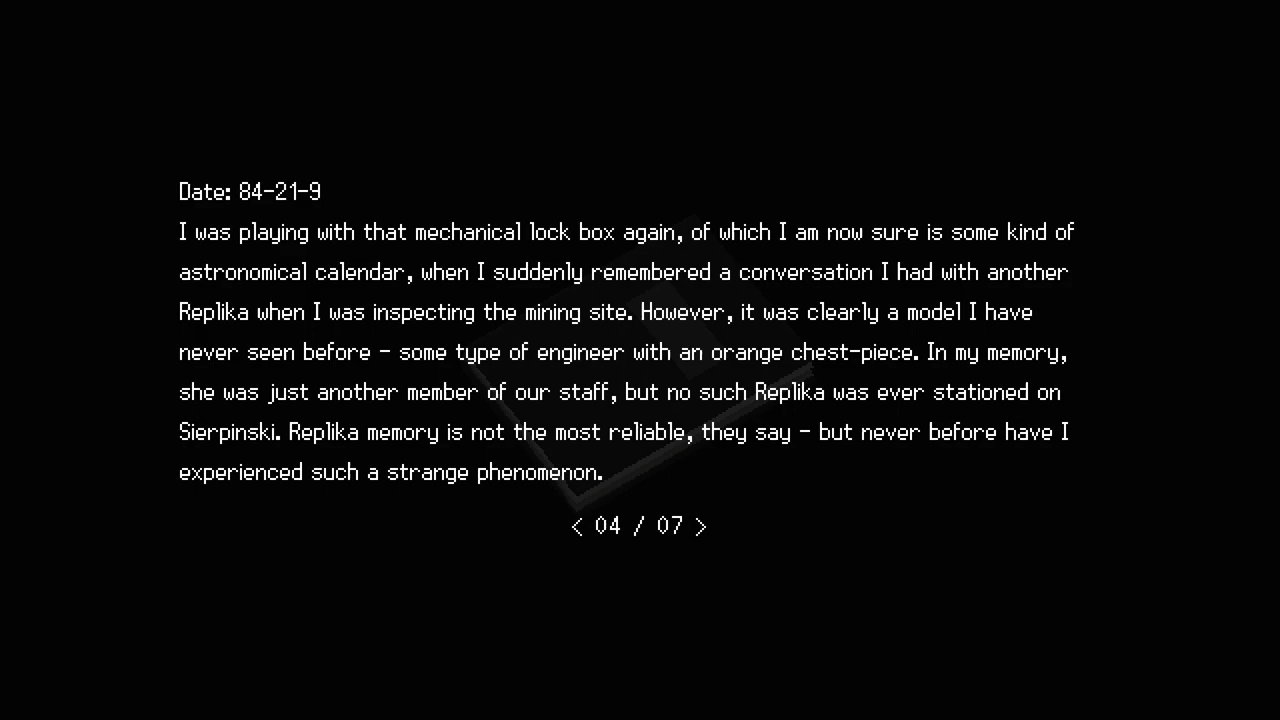 Date: 84-21-9
I was playing with that mechanical lock box again, of which I am now sure is some kind of
astronomical calendar, when I suddenly remembered a conversation I had with another
Replika when I was inspecting the mining site. However, it was clearly a model I have
never seen before - some type of engineer with an orange chest-piece. In my memory,
she was just another member of our staff, but no such Replika was ever stationed on
Sierpinski. Replika memory is not the most reliable, they say - but never before have I
experienced such a strange phenomenon.
< 04 / 07 >